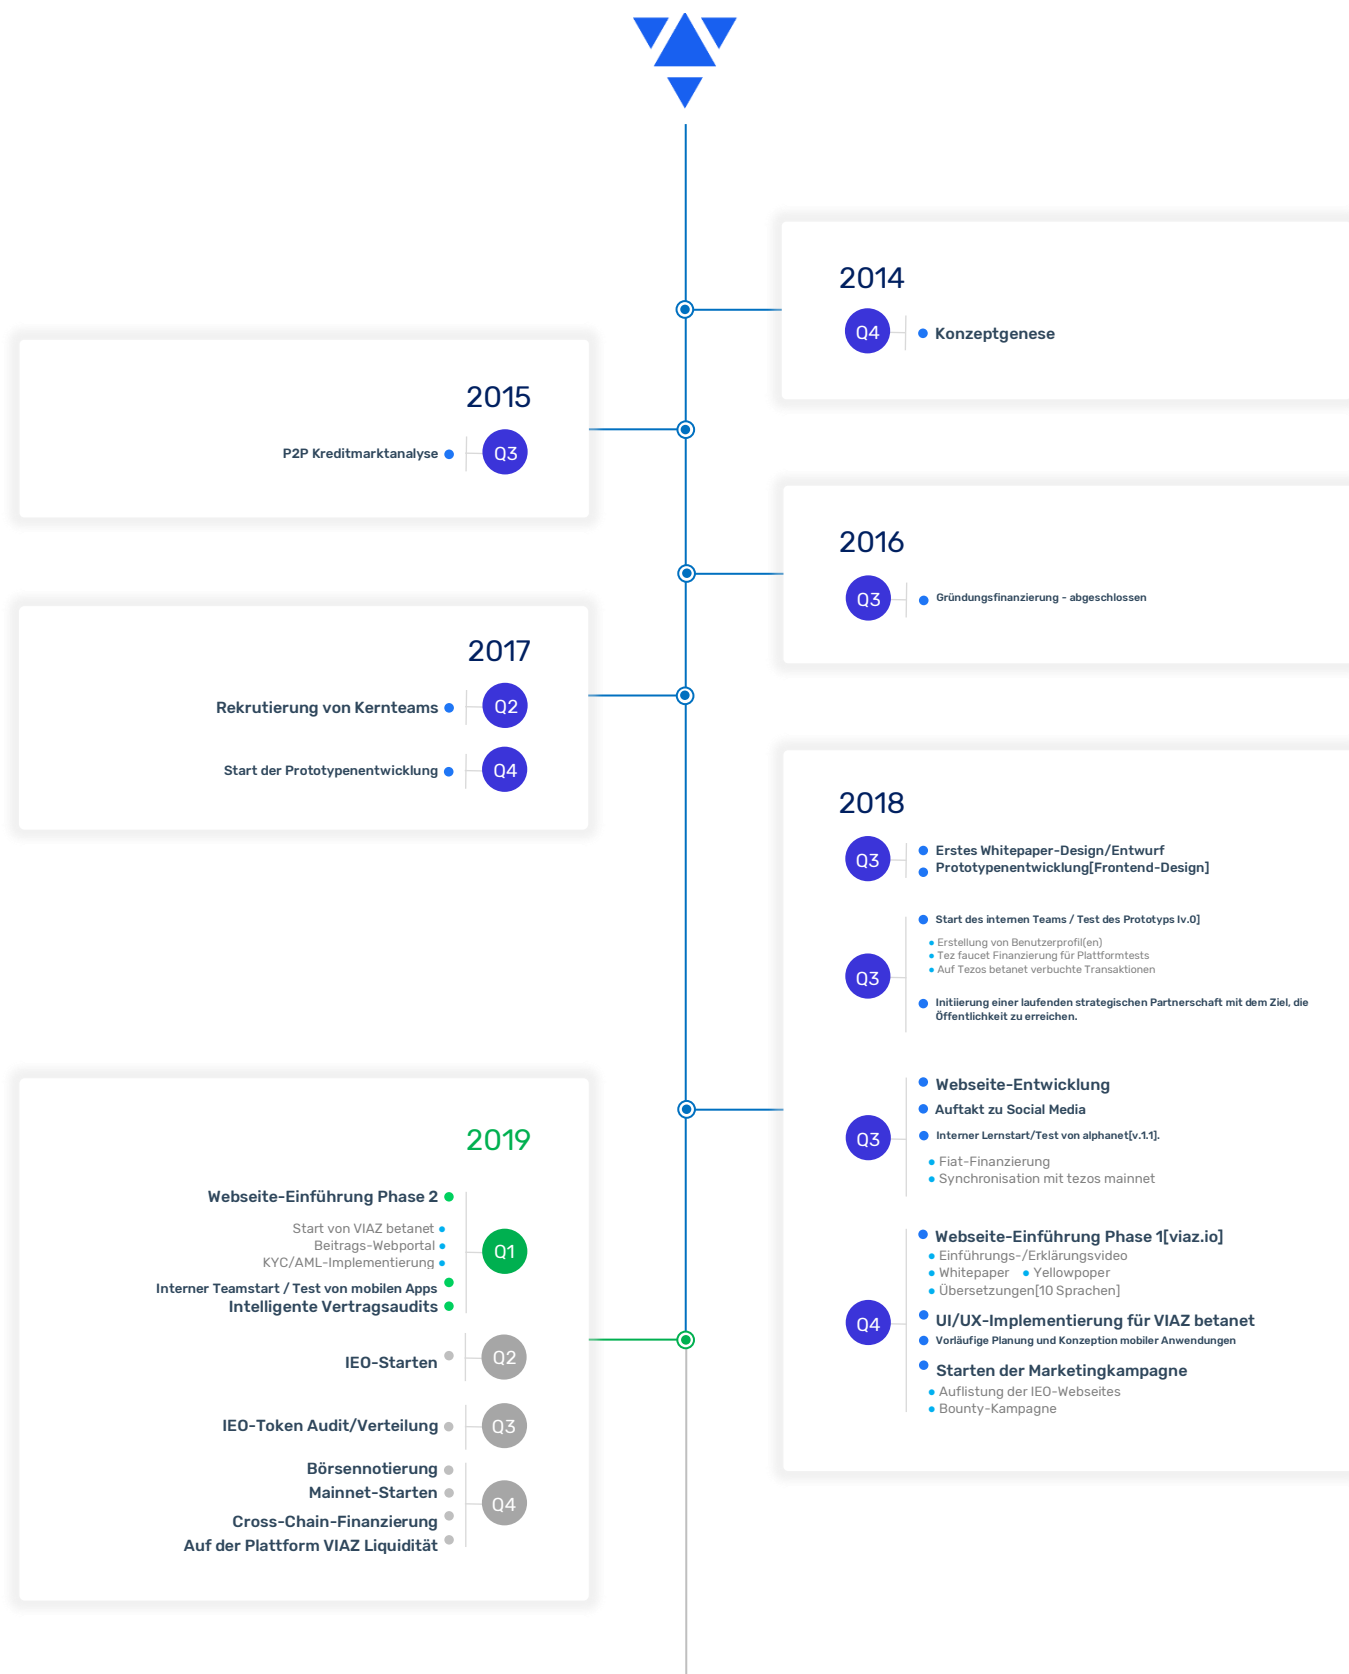 2014
Q4
Konzeptgenese
2015
P2P Kreditmarktanalyse
Q3
2016
Q3
Gründungsfinanzierung - abgeschlossen
2017
Rekrutierung von Kernteams
Q2
Start der Prototypenentwicklung
Q4
2018
Q3
Erstes Whitepaper-Design/Entwurf
Prototypenentwicklung[Frontend-Design]
Q3
Start des internen Teams / Test des Prototyps lv.0]
Erstellung von Benutzerprofil(en)
Tez faucet Finanzierung für Plattformtests
Auf Tezos betanet verbuchte Transaktionen
Initiierung einer laufenden strategischen Partnerschaft mit dem Ziel, die
Öffentlichkeit zu erreichen.
Q3
Webseite-Entwicklung
Auftakt zu Social Media
Interner Lernstart/Test von alphanet[v.1.1].
Fiat-Finanzierung
Synchronisation mit tezos mainnet
Q4
Webseite-Einführung Phase 1[viaz.io]
Einführungs-/Erklärungsvideo
Whitepaper Yellowpoper
Übersetzungen[10 Sprachen]
UI/UX-Implementierung für VIAZ betanet
Vorläufige Planung und Konzeption mobiler Anwendungen
Starten der Marketingkampagne
Auflistung der IEO-Webseites
Bounty-Kampagne
2019
Webseite-Einführung Phase 2
Start von VIAZ betanet
Beitrags-Webportal
KYC/AML-Implementierung
Q1
Interner Teamstart / Test von mobilen Apps
Intelligente Vertragsaudits
IEO-Starten
Q2
IEO-Token Audit/Verteilung
Q3
Börsennotierung
Mainnet-Starten
Q4
Cross-Chain-Finanzierung
Auf der Plattform VIAZ Liquidität